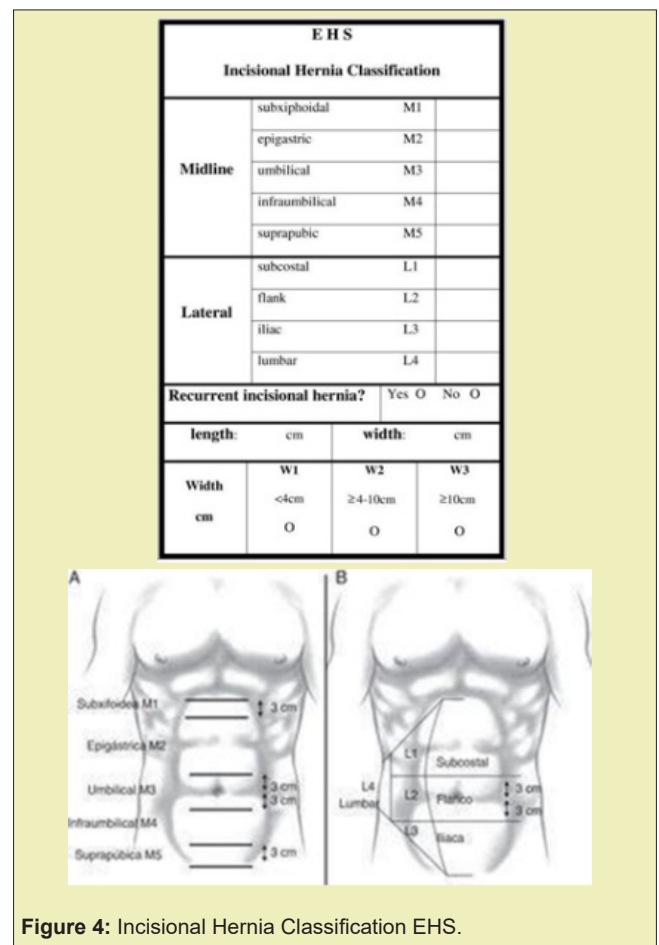 E H S
Incisional Hernia Classification
Midline
subxiphoidal M1
epigastric M2
umbilical M3
infraumbilical M4
suprapubic M5
Lateral
subcostal L1
flank L2
iliac L3
lumbar L4
Recurrent incisional hernia? Yes O No O
length: cm width: cm
Width
cm
W1 W2 W3
<4cm ≥4-10cm ≥10cm
O O O
A
Subxifoidea M1
3 cm
Epigástrica M2
Umbilical M3
3 cm
3 cm
Infraumbilical M4
Suprapúbica M5
3 cm
B
L1
Subcostal
L4
Lumbar
L2
Flanco
3 cm
3 cm
L3
Iliaca
Figure 4: Incisional Hernia Classification EHS.